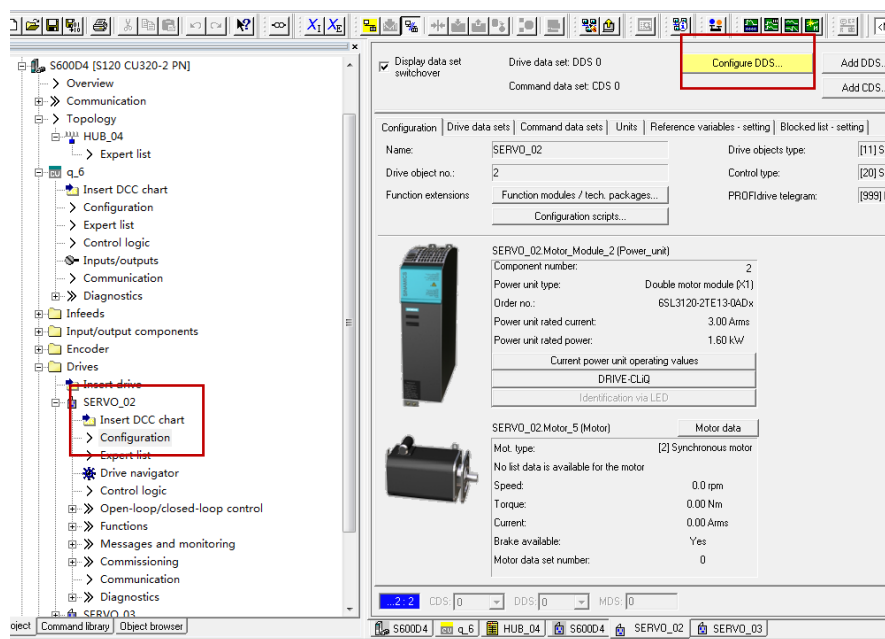 S600D4 [S120 CU320-2 PN]
Overview
Communication
Topology
HUB_04
Expert list
q_6
Insert DCC chart
Configuration
Expert list
Control logic
Inputs/outputs
Communication
Diagnostics
Infeeds
Input/output components
Encoder
Drives
Insert drive
SERVO_02
Insert DCC chart
Configuration
Expert list
Drive navigator
Control logic
Open-loop/closed-loop control
Functions
Messages and monitoring
Commissioning
Communication
Diagnostics
SERVO_03
oject Command library Object browser
Display data set switchover
Drive data set: DDS 0
Configure DDS...
Add DDS..
Command data set: CDS 0
Add CDS..
Configuration Drive data sets Command data sets Units Reference variables - setting Blocked list - setting
Name: SERVO_02 Drive objects type: [11] S
Drive object no.: 2 Control type: [20] S
Function extensions Function modules / tech. packages... PROFIdrive telegram: [999]
Configuration scripts...
SERVO_02.Motor_Module_2 (Power_unit)
Component number: 2
Power unit type: Double motor module (X1)
Order no.: 6SL3120-2TE13-0ADx
Power unit rated current: 3.00 Arms
Power unit rated power: 1.60 kW
Current power unit operating values
DRIVE-CLiQ
Identification via LED
SERVO_02.Motor_5 (Motor) Motor data
Mot. type: [2] Synchronous motor
No list data is available for the motor
Speed: 0.0 rpm
Torque: 0.00 Nm
Current: 0.00 Arms
Brake available: Yes
Motor data set number: 0
...2 : 2 CDS: 0 DDS: 0 MDS: 0
S600D4 q_6 HUB_04 S600D4 SERVO_02 SERVO_03